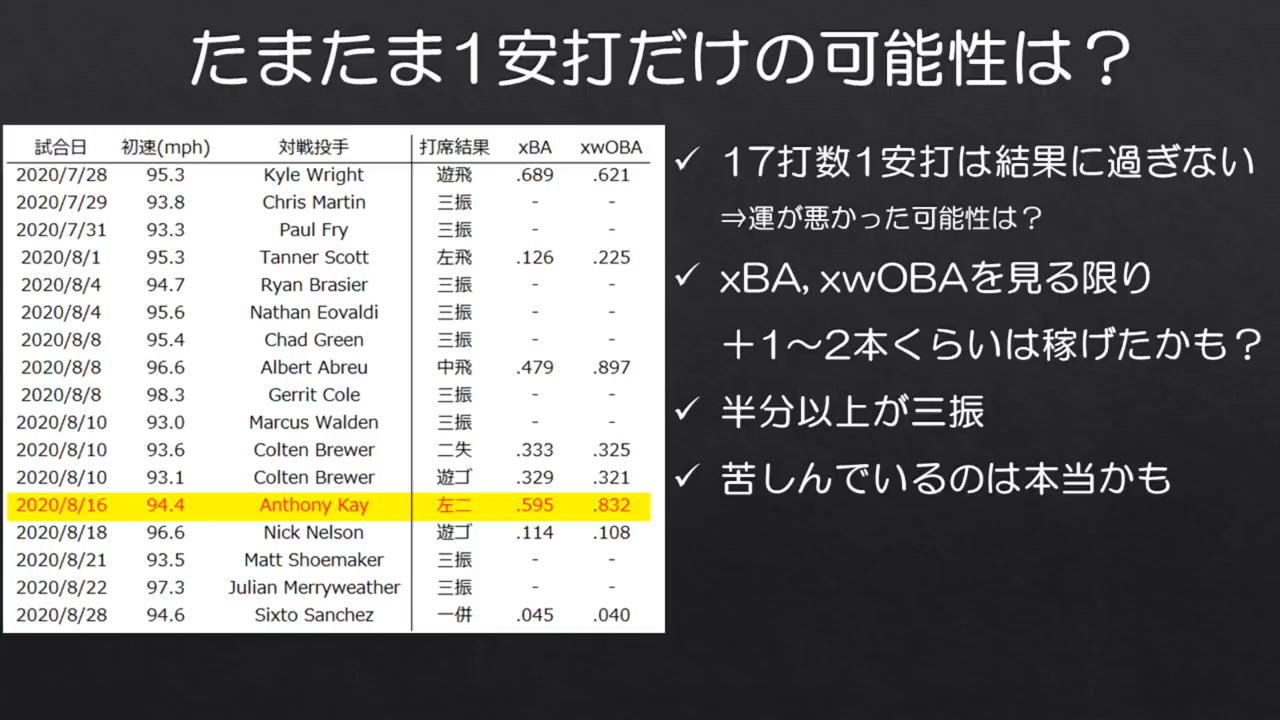 たまたま1安打だけの可能性は？
試合日 初速(mph) 対戦投手 打席結果 xBA xwOBA
2020/7/28 95.3 Kyle Wright 遊飛 .689 .621
2020/7/29 93.8 Chris Martin 三振 - -
2020/7/31 93.3 Paul Fry 三振 - -
2020/8/1 95.3 Tanner Scott 左飛 .126 .225
2020/8/4 94.7 Ryan Brasier 三振 - -
2020/8/4 95.6 Nathan Eovaldi 三振 - -
2020/8/8 95.4 Chad Green 三振 - -
2020/8/8 96.6 Albert Abreu 中飛 .479 .897
2020/8/8 98.3 Gerrit Cole 三振 - -
2020/8/10 93.0 Marcus Walden 三振 - -
2020/8/10 93.6 Colten Brewer 二失 .333 .325
2020/8/10 93.1 Colten Brewer 遊ゴ .329 .321
2020/8/16 94.4 Anthony Kay 左二 .595 .832
2020/8/18 96.6 Nick Nelson 遊ゴ .114 .108
2020/8/21 93.5 Matt Shoemaker 三振 - -
2020/8/22 97.3 Julian Merryweather 三振 - -
2020/8/28 94.6 Sixto Sanchez 一併 .045 .040
✓ 17打数1安打は結果に過ぎない
⇒運が悪かった可能性は？
✓ xBA, xwOBAを見る限り
＋1～2本くらいは稼げたかも？
✓ 半分以上が三振
✓ 苦しんでいるのは本当かも